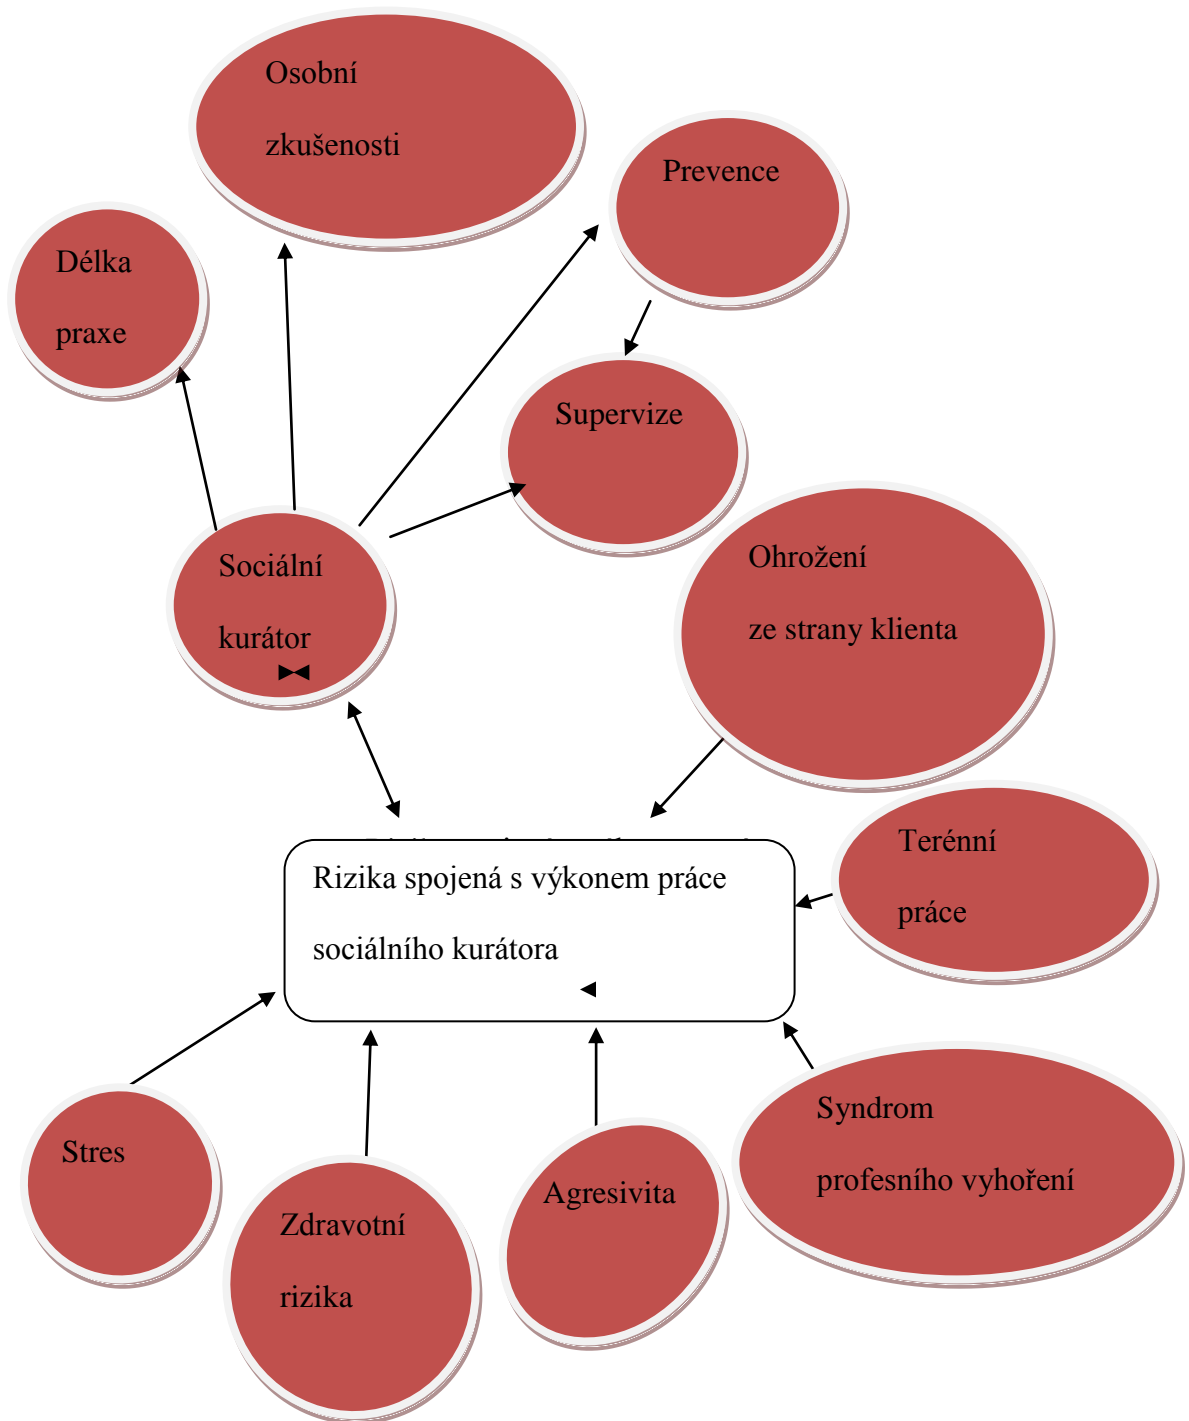 Osobní
zkušenosti
Prevence
Délka
praxe
Supervize
Sociální
kurátor
Ohrožení
ze strany klienta
Terénní
práce
Rizika spojená s výkonem práce
sociálního kurátora
Stres
Zdravotní
rizika
Agresivita
Syndrom
profesního vyhoření